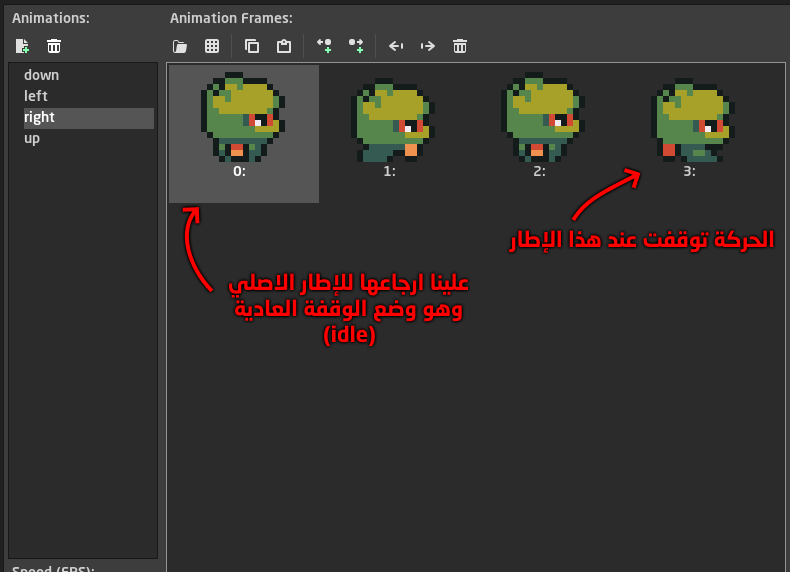 Animations:
Animation Frames:
down
left
right
up
0:
1:
2:
3:
الحركة توقفت عند هذا الإطار
علينا ارجاعها للإطار الاصلي
وهو وضع الوقفة العادية
(idle)
Speed (FPS):